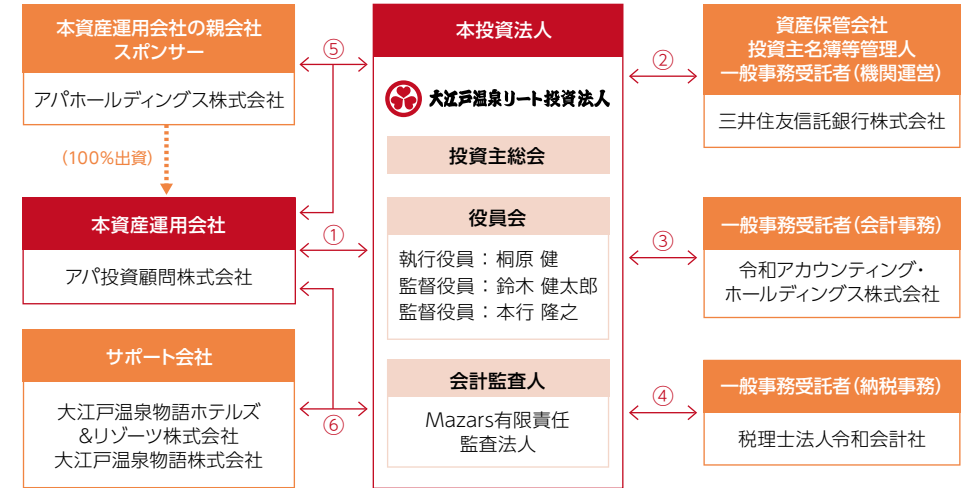 本資産運用会社の親会社
スポンサー
アパホールディングス株式会社
(100%出資)
本資産運用会社
アパ投資顧問株式会社
サポート会社
大江戸温泉物語ホテルズ
&リゾーツ株式会社
大江戸温泉物語株式会社
⑤
①
⑥
本投資法人
大江戸温泉リート投資法人
投資主総会
役員会
執行役員：桐原 健
監督役員：鈴木 健太郎
監督役員：本行 隆之
会計監査人
Mazars有限責任
監査法人
②
③
④
資産保管会社
投資主名簿等管理人
一般事務受託者(機関運営)
三井住友信託銀行株式会社
一般事務受託者(会計事務)
令和アカウンティング・
ホールディングス株式会社
一般事務受託者(納税事務)
税理士法人令和会計社